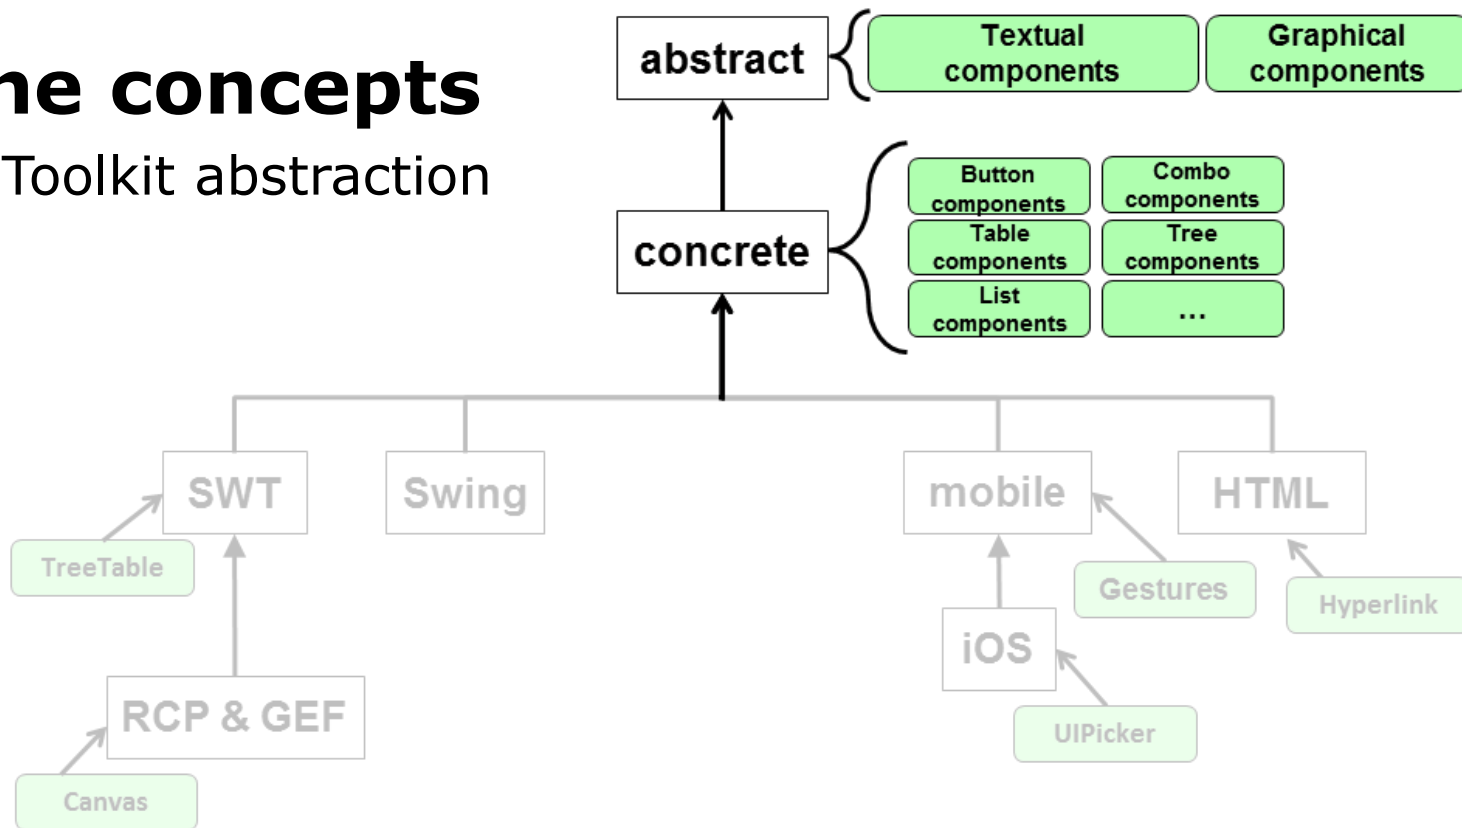 ne concepts
Toolkit abstraction
abstract
Textual
components
Graphical
components
concrete
Button
components
Combo
components
Table
components
Tree
components
List
components
...
SWT
Swing
mobile
HTML
TreeTable
Gestures
Hyperlink
iOS
RCP & GEF
UIPicker
Canvas